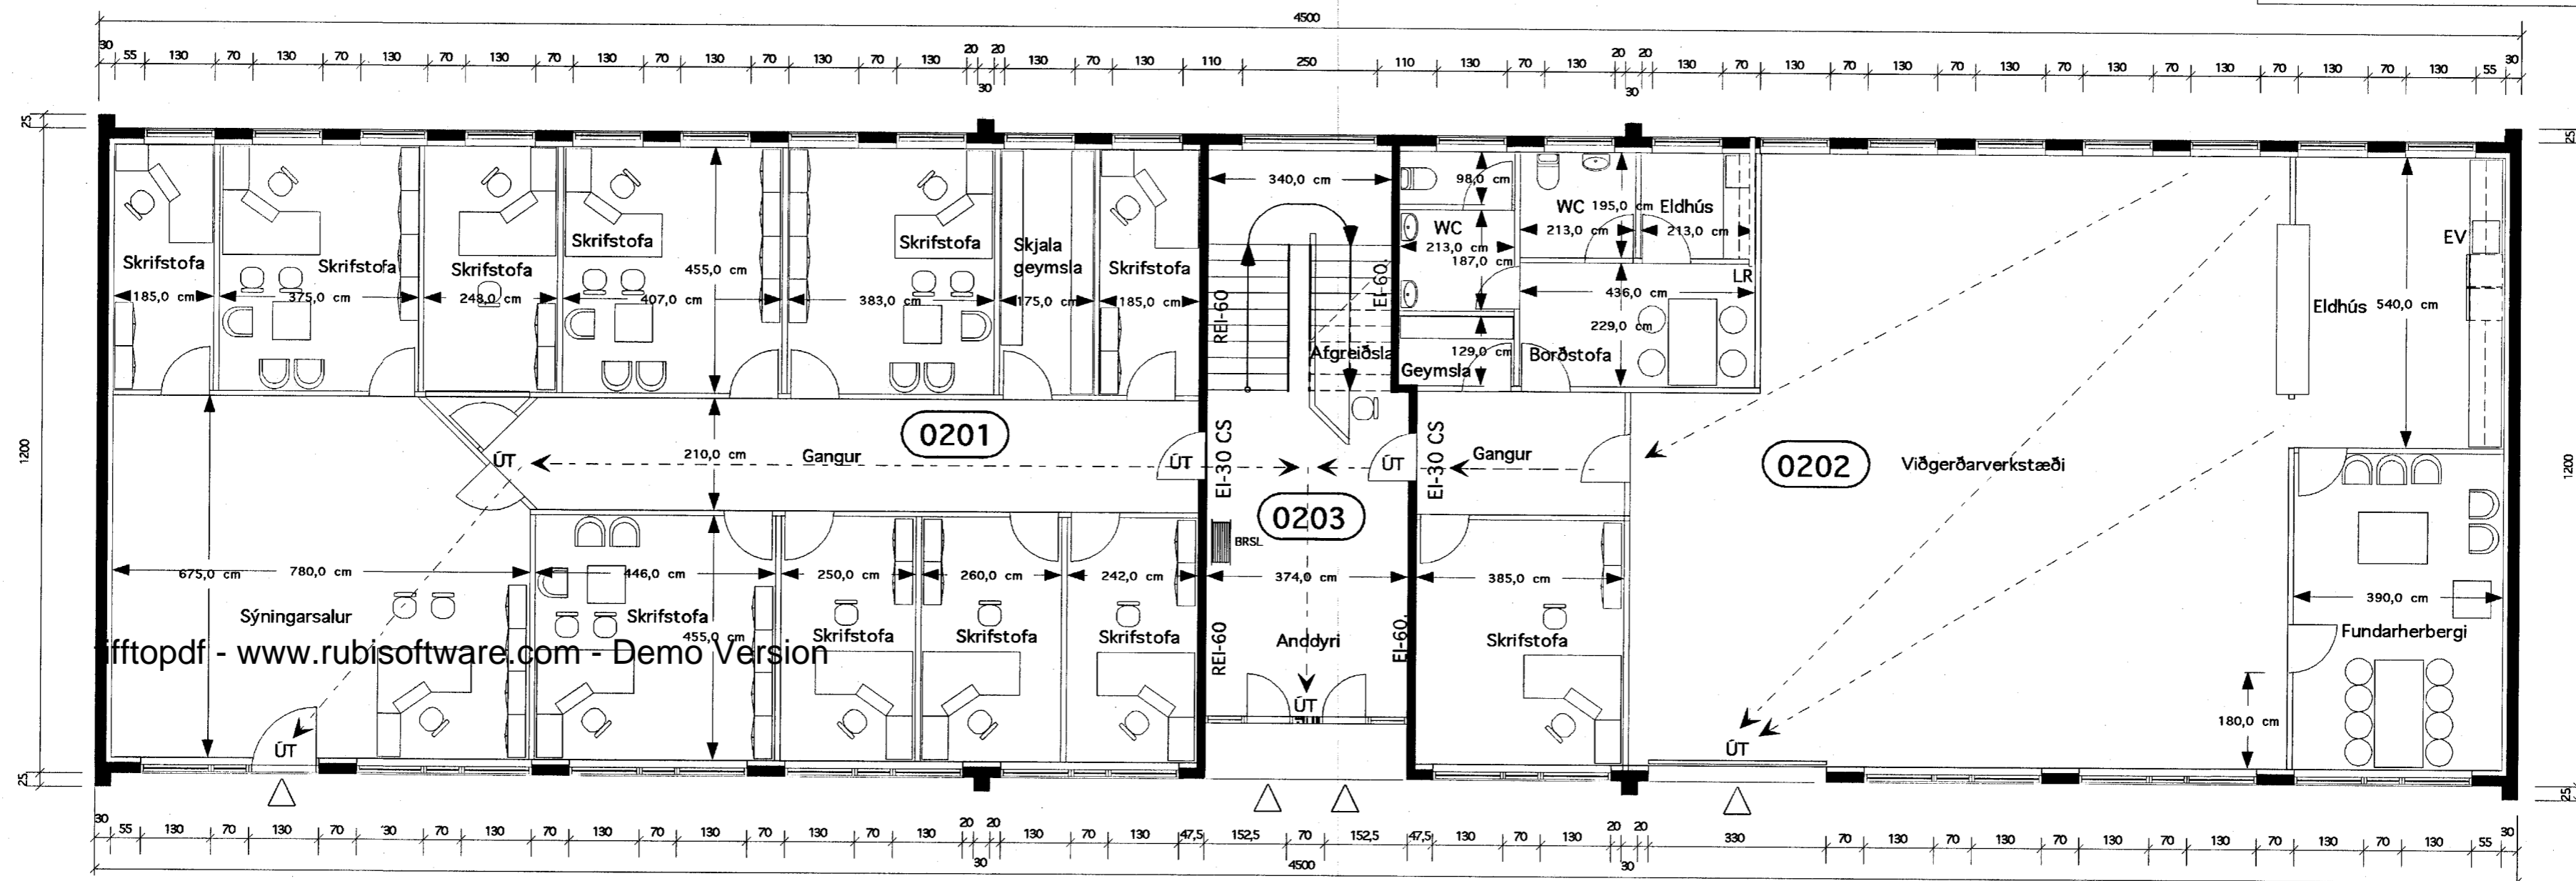 4500
30 55 130 70 130 70 130 70 130 70 130 70 130 70 130 70 130 20 30 20 130 70 130 110 250 110 130 70 130 20 30 20 130 70 130 70 130 70 130 70 130 70 130 70 130 70 130 55 30
25
25
340,0 cm
98,0 cm
WC
195,0 cm
Eldhús
213,0 cm
213,0 cm
WC
213,0 cm
187,0 cm
EV
Skrifstofa
Skrifstofa
Skrifstofa
Skrifstofa
455,0 cm
Skrifstofa
Skjala
geymsla
Skrifstofa
185,0 cm
375,0 cm
248,0 cm
407,0 cm
383,0 cm
175,0 cm
185,0 cm
REI-60
EI-60.
LR
436,0 cm
229,0 cm
Eldhús
540,0 cm
Afgreiðsla
129,0 cm
Geymsla
Borðstofa
1200
0201
ÚT
210,0 cm
Gangur
ÚT
EI-30 CS
ÚT
EI-30 CS
Gangur
0202
Viðgerðarverkstæði
1200
0203
BRSL
675,0 cm
780,0 cm
446,0 cm
250,0 cm
260,0 cm
242,0 cm
374,0 cm
385,0 cm
390,0 cm
Sýningarsalur
Skrifstofa
455,0 cm
Skrifstofa
Skrifstofa
Skrifstofa
REI-60
Anddyri
EI-60.
Skrifstofa
Fundarherbergi
ifftopdf - www.rubisoftware.com - Demo Version
ÚT
ÚT
ÚT
180,0 cm
25
25
30 55 130 70 130 70 30 70 130 70 130 70 130 70 130 70 130 20 30 20 130 70 130 47,5 152,5 70 152,5 47,5 130 70 130 20 30 20 330 70 130 70 130 70 130 70 130 70 130 70 130 55 30
4500